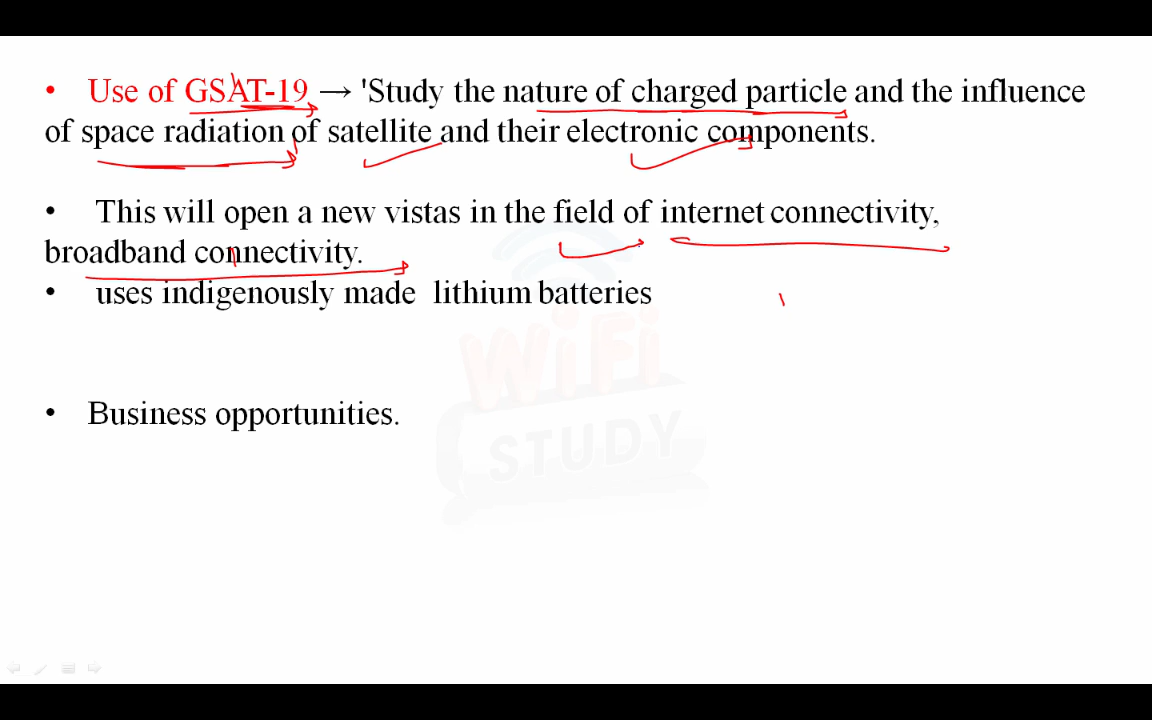 • Use of GSAT-19 → 'Study the nature of charged particle and the influence
of space radiation of satellite and their electronic components.
• This will open a new vistas in the field of internet connectivity,
broadband connectivity.
• uses indigenously made lithium batteries
WiFi
• Business opportunities.
STUDY